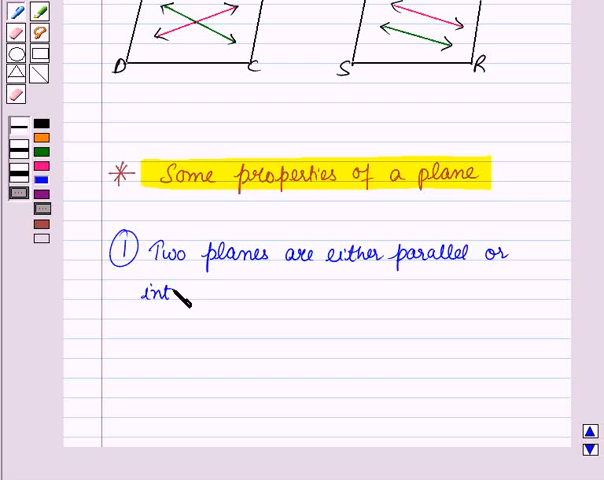 D C S R
* Some properties of a plane
① Two planes are either parallel or
int